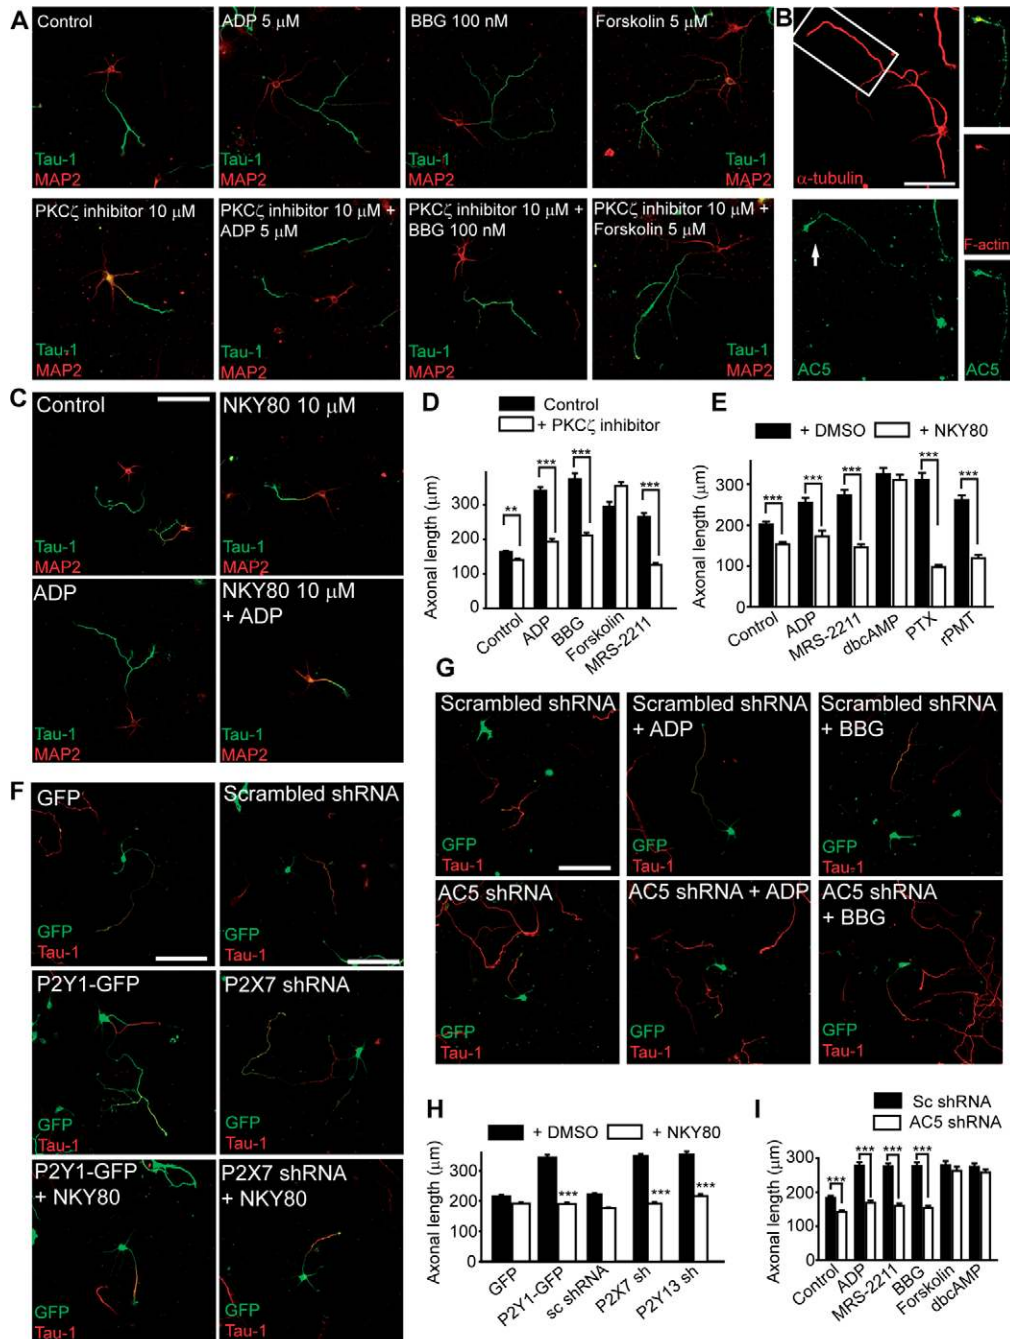 A
Control
Tau-1
MAP2
ADP 5 µM
Tau-1
MAP2
BBG 100 nM
Tau-1
MAP2
Forskolin 5 µM
Tau-1
MAP2
PKCζ inhibitor 10 µM
Tau-1
MAP2
PKCζ inhibitor 10 µM +
ADP 5 µM
Tau-1
MAP2
PKCζ inhibitor 10 µM +
BBG 100 nM
Tau-1
MAP2
PKCζ inhibitor 10 µM +
Forskolin 5 µM
Tau-1
MAP2
B
α-tubulin
F-actin
AC5
AC5
C
Control
Tau-1
MAP2
NKY80 10 µM
Tau-1
MAP2
ADP
Tau-1
MAP2
NKY80 10 µM
+ ADP
Tau-1
MAP2
D
Control
+ PKCζ inhibitor
Axonal length (µm)
300
200
100
0
**
***
***
***
Control
ADP
BBG
Forskolin
MRS-2211
E
+ DMSO
+ NKY80
Axonal length (µm)
300
200
100
0
***
***
***
***
***
Control
ADP
MRS-2211
dbcAMP
PTX
rPMT
F
GFP
GFP
Tau-1
Scrambled shRNA
GFP
Tau-1
P2Y1-GFP
GFP
Tau-1
P2X7 shRNA
GFP
Tau-1
P2Y1-GFP
+ NKY80
GFP
Tau-1
P2X7 shRNA
+ NKY80
GFP
Tau-1
G
Scrambled shRNA
GFP
Tau-1
Scrambled shRNA
+ ADP
GFP
Tau-1
Scrambled shRNA
+ BBG
GFP
Tau-1
AC5 shRNA
GFP
Tau-1
AC5 shRNA + ADP
GFP
Tau-1
AC5 shRNA
+ BBG
GFP
Tau-1
H
+ DMSO
+ NKY80
Axonal length (µm)
300
200
100
0
***
***
***
GFP
P2Y1-GFP
sc shRNA
P2X7 sh
P2Y13 sh
I
Sc shRNA
AC5 shRNA
Axonal length (µm)
300
200
100
0
***
***
***
***
Control
ADP
MRS-2211
BBG
Forskolin
dbcAMP